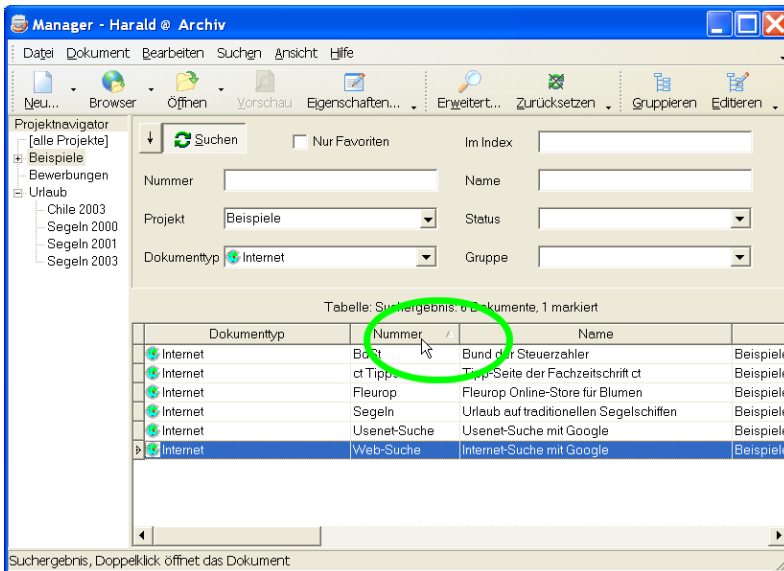 Manager - Harald @ Archiv
Datei Dokument Bearbeiten Suchen Ansicht Hilfe
Neu... Browser Öffnen Vorschau Eigenschaften... Erweitert... Zurücksetzen Gruppieren Editieren
Projektnavigator
[alle Projekte]
Beispiele
Bewerbungen
Urlaub
Chile 2003
Segeln 2000
Segeln 2001
Segeln 2003
Suchen Nur Favoriten Im Index
Nummer Name
Projekt Beispiele Status
Dokumenttyp Internet Gruppe
Tabelle: Suchergebnis: 6 Dokumente, 1 markiert
Dokumenttyp Nummer Name
Internet BdSt Bund der Steuerzahler Beispiele
Internet ct Tipps Tipp-Seite der Fachzeitschrift ct Beispiele
Internet Fleurop Fleurop Online-Store für Blumen Beispiele
Internet Segeln Urlaub auf traditionellen Segelschiffen Beispiele
Internet Usenet-Suche Usenet-Suche mit Google Beispiele
Internet Web-Suche Internet-Suche mit Google Beispiele
Suchergebnis, Doppelklick öffnet das Dokument